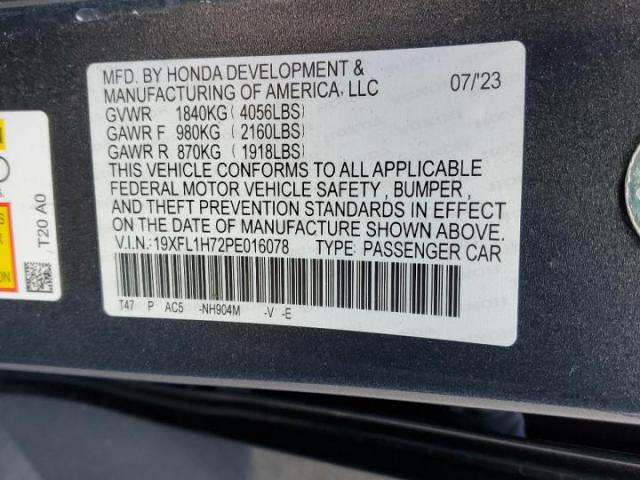 MFD. BY HONDA DEVELOPMENT &
MANUFACTURING OF AMERICA, LLC 07/23
GVWR 1840KG (4056LBS)
GAWR F 980KG (2160LBS)
GAWR R 870KG (1918LBS)
THIS VEHICLE CONFORMS TO ALL APPLICABLE
FEDERAL MOTOR VEHICLE SAFETY, BUMPER,
AND THEFT PREVENTION STANDARDS IN EFFECT
ON THE DATE OF MANUFACTURE SHOWN ABOVE.
V.I.N.: 19XFL1H72PE016078 TYPE: PASSENGER CAR
T47 P AC5 -NH904M -V -E
T20 A0